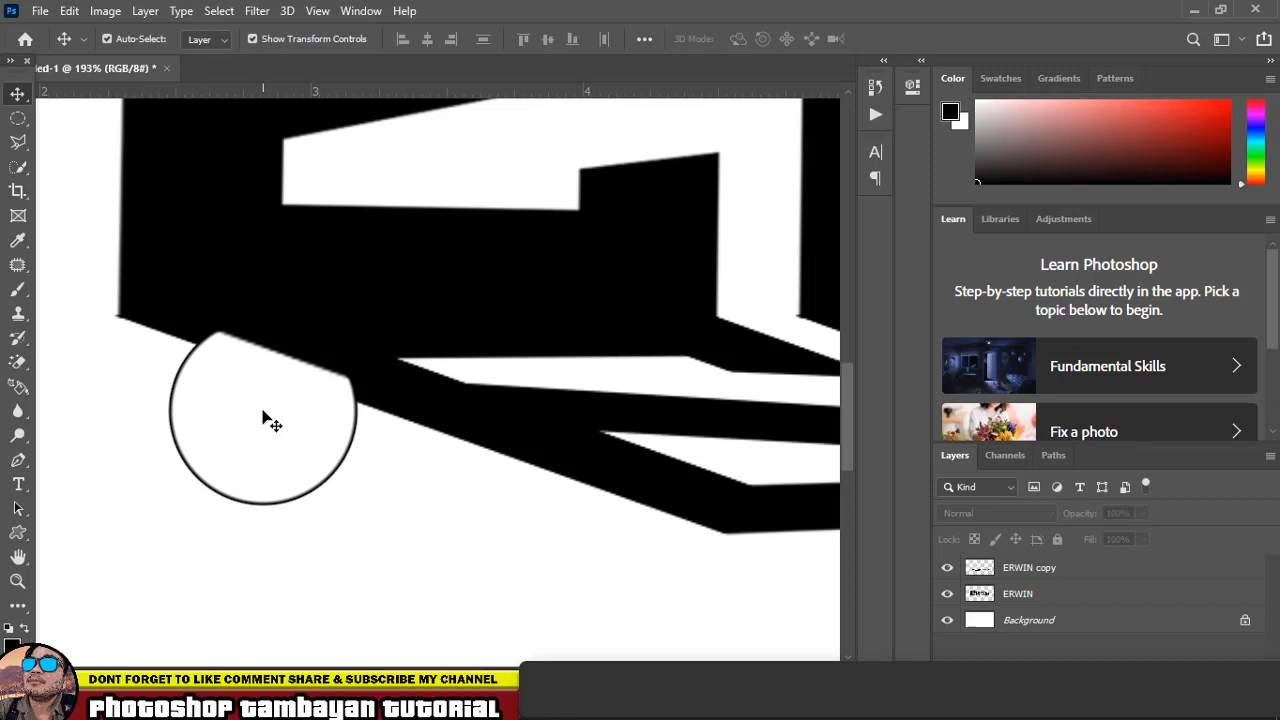 Ps File Edit Image Layer Type Select Filter 3D View Window Help
Auto-Select: Layer Show Transform Controls 3D Mode:
led-1 @ 193% (RGB/8#) * ×
2 3 4
Color Swatches Gradients Patterns
Learn Libraries Adjustments
Learn Photoshop
Step-by-step tutorials directly in the app. Pick a
topic below to begin.
Fundamental Skills
Fix a photo
Layers Channels Paths
Kind
Normal Opacity: 100%
Lock: Fill: 100%
ERWIN copy
ERWIN
Background
DONT FORGET TO LIKE COMMENT SHARE & SUBSCRIBE MY CHANNEL
PHOTOSHOP TAMBAYAN TUTORIAL